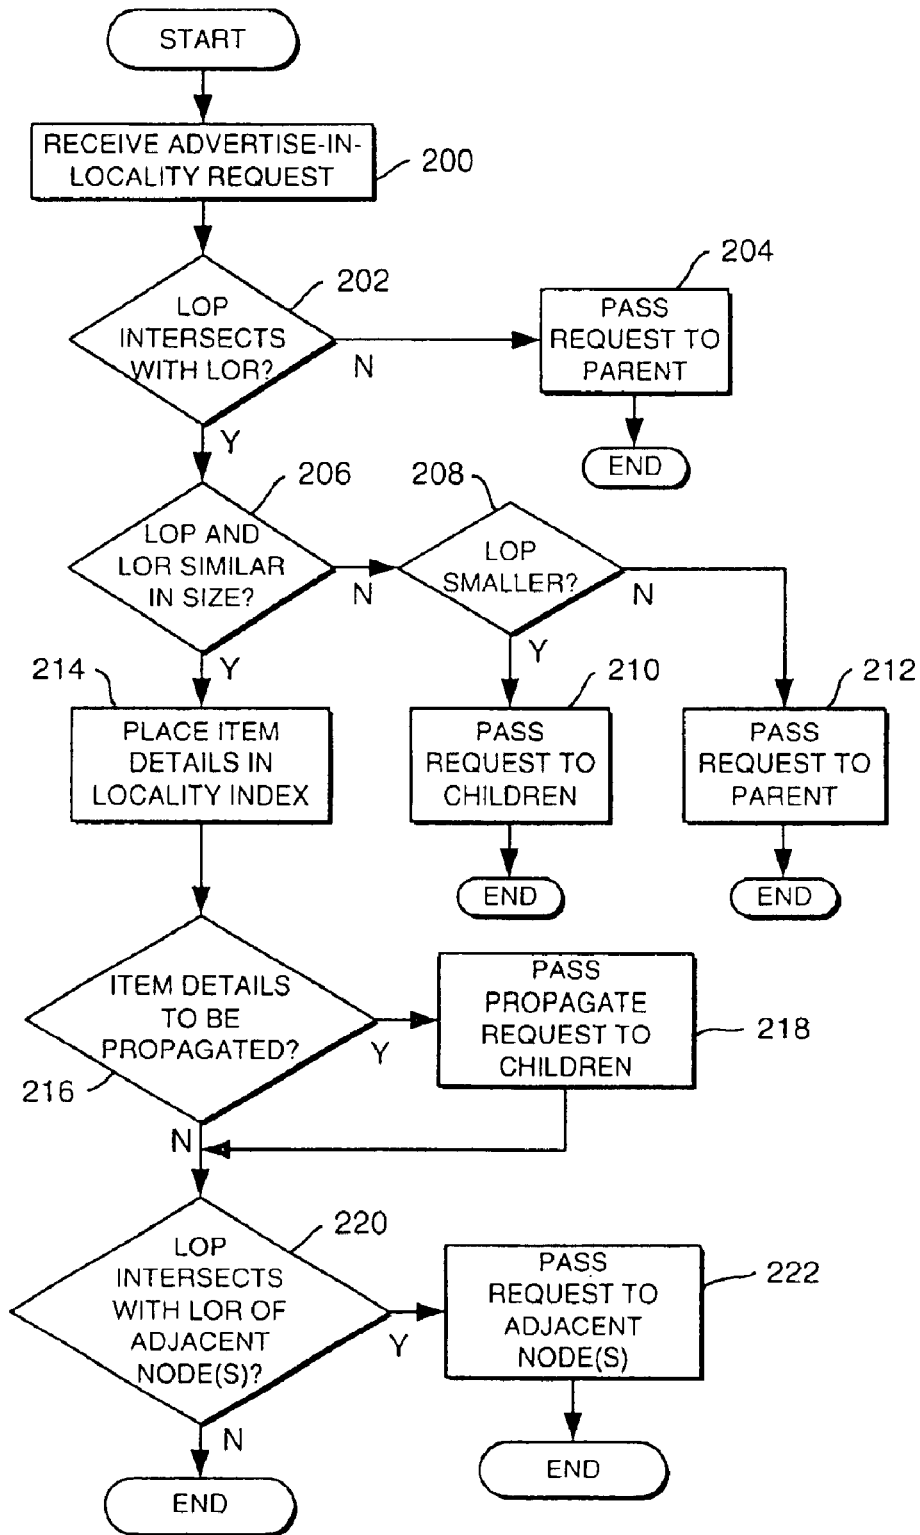 START
RECEIVE ADVERTISE-IN-
LOCALITY REQUEST
200
LOP
INTERSECTS
WITH LOR?
202
N
Y
204
PASS
REQUEST TO
PARENT
END
LOP AND
LOR SIMILAR
IN SIZE?
206
N
Y
208
LOP
SMALLER?
N
Y
214
PLACE ITEM
DETAILS IN
LOCALITY INDEX
210
PASS
REQUEST TO
CHILDREN
END
212
PASS
REQUEST TO
PARENT
END
ITEM DETAILS
TO BE
PROPAGATED?
216
Y
N
PASS
PROPAGATE
REQUEST TO
CHILDREN
218
LOP
INTERSECTS
WITH LOR OF
ADJACENT
NODE(S)?
220
Y
N
PASS
REQUEST TO
ADJACENT
NODE(S)
222
END
END